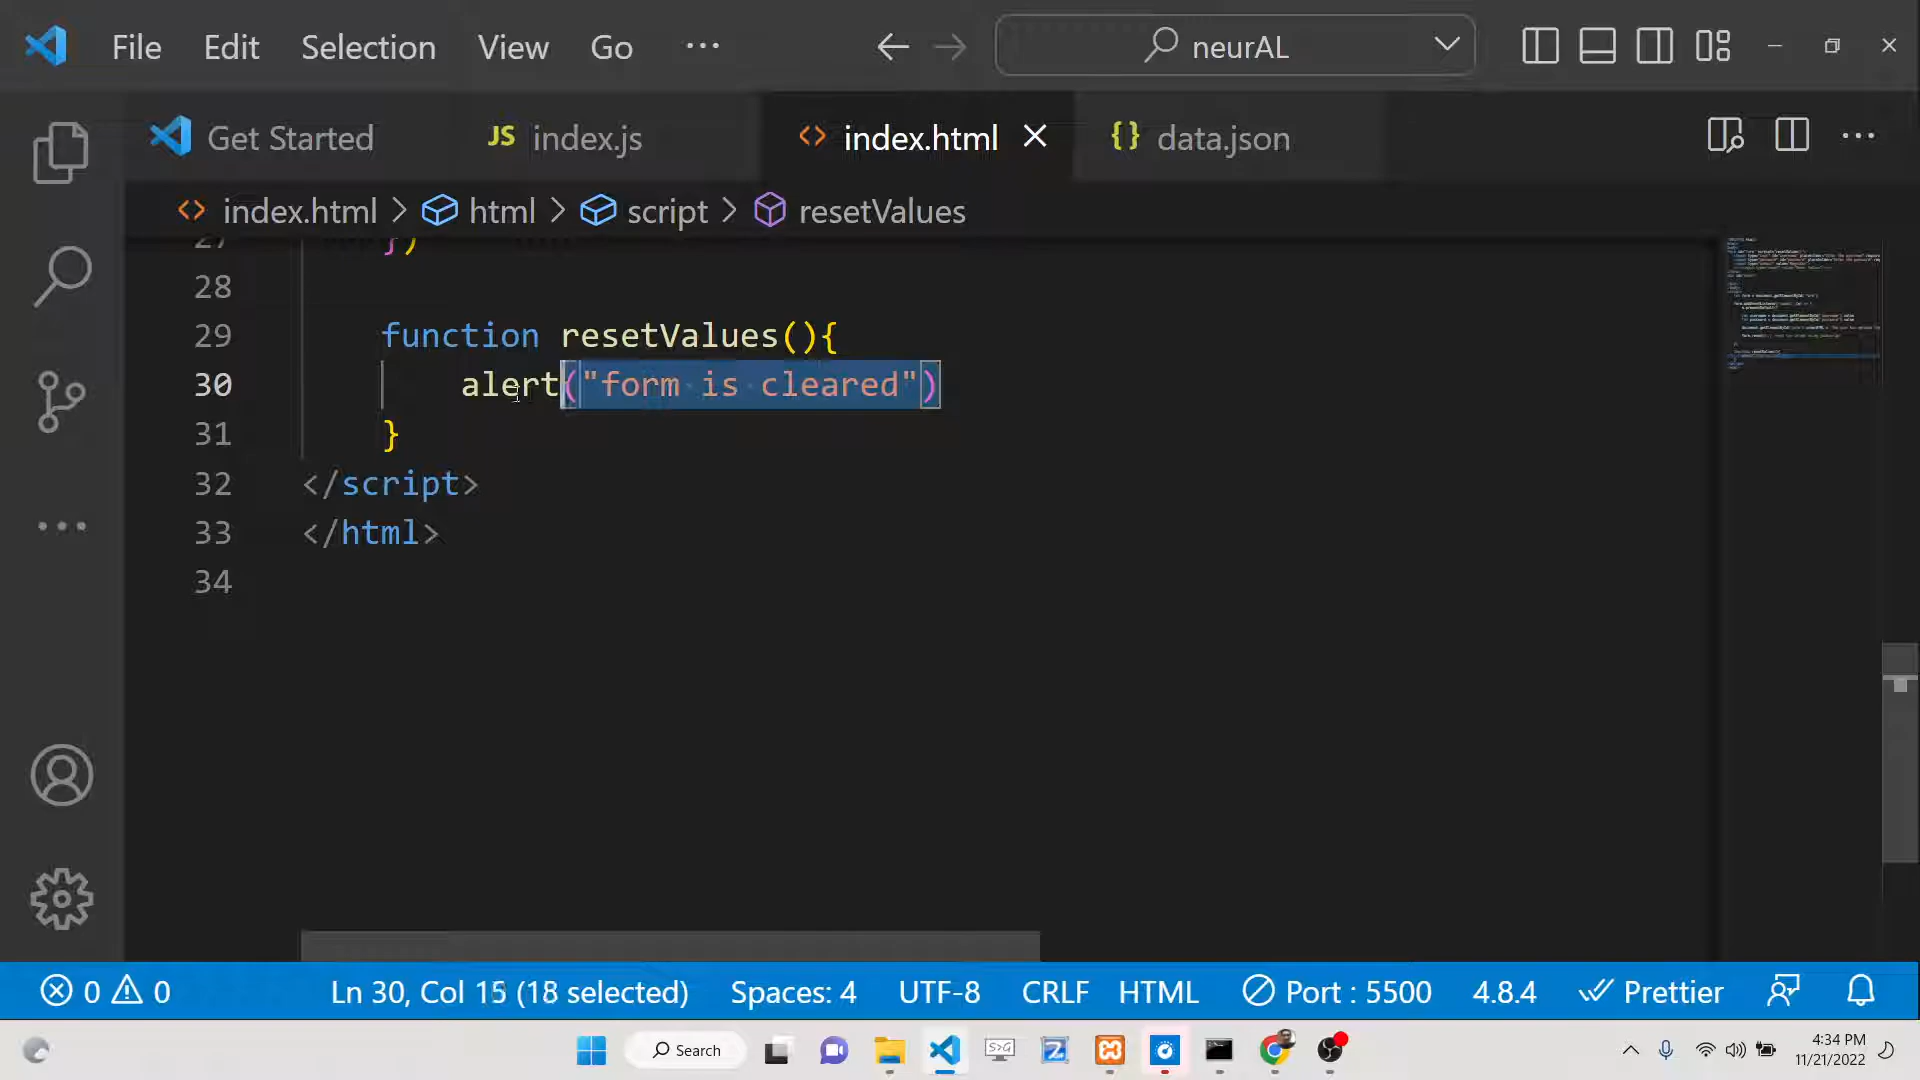 File Edit Selection View Go ... neurAL
Get Started JS index.js <> index.html {} data.json
<> index.html > html > script > resetValues
27 })
28
29 function resetValues(){
30 alert("form is cleared")
31 }
32 </script>
33 </html>
34
0 0 Ln 30, Col 15 (18 selected) Spaces: 4 UTF-8 CRLF HTML Port : 5500 4.8.4 Prettier
Search
4:34 PM
11/21/2022